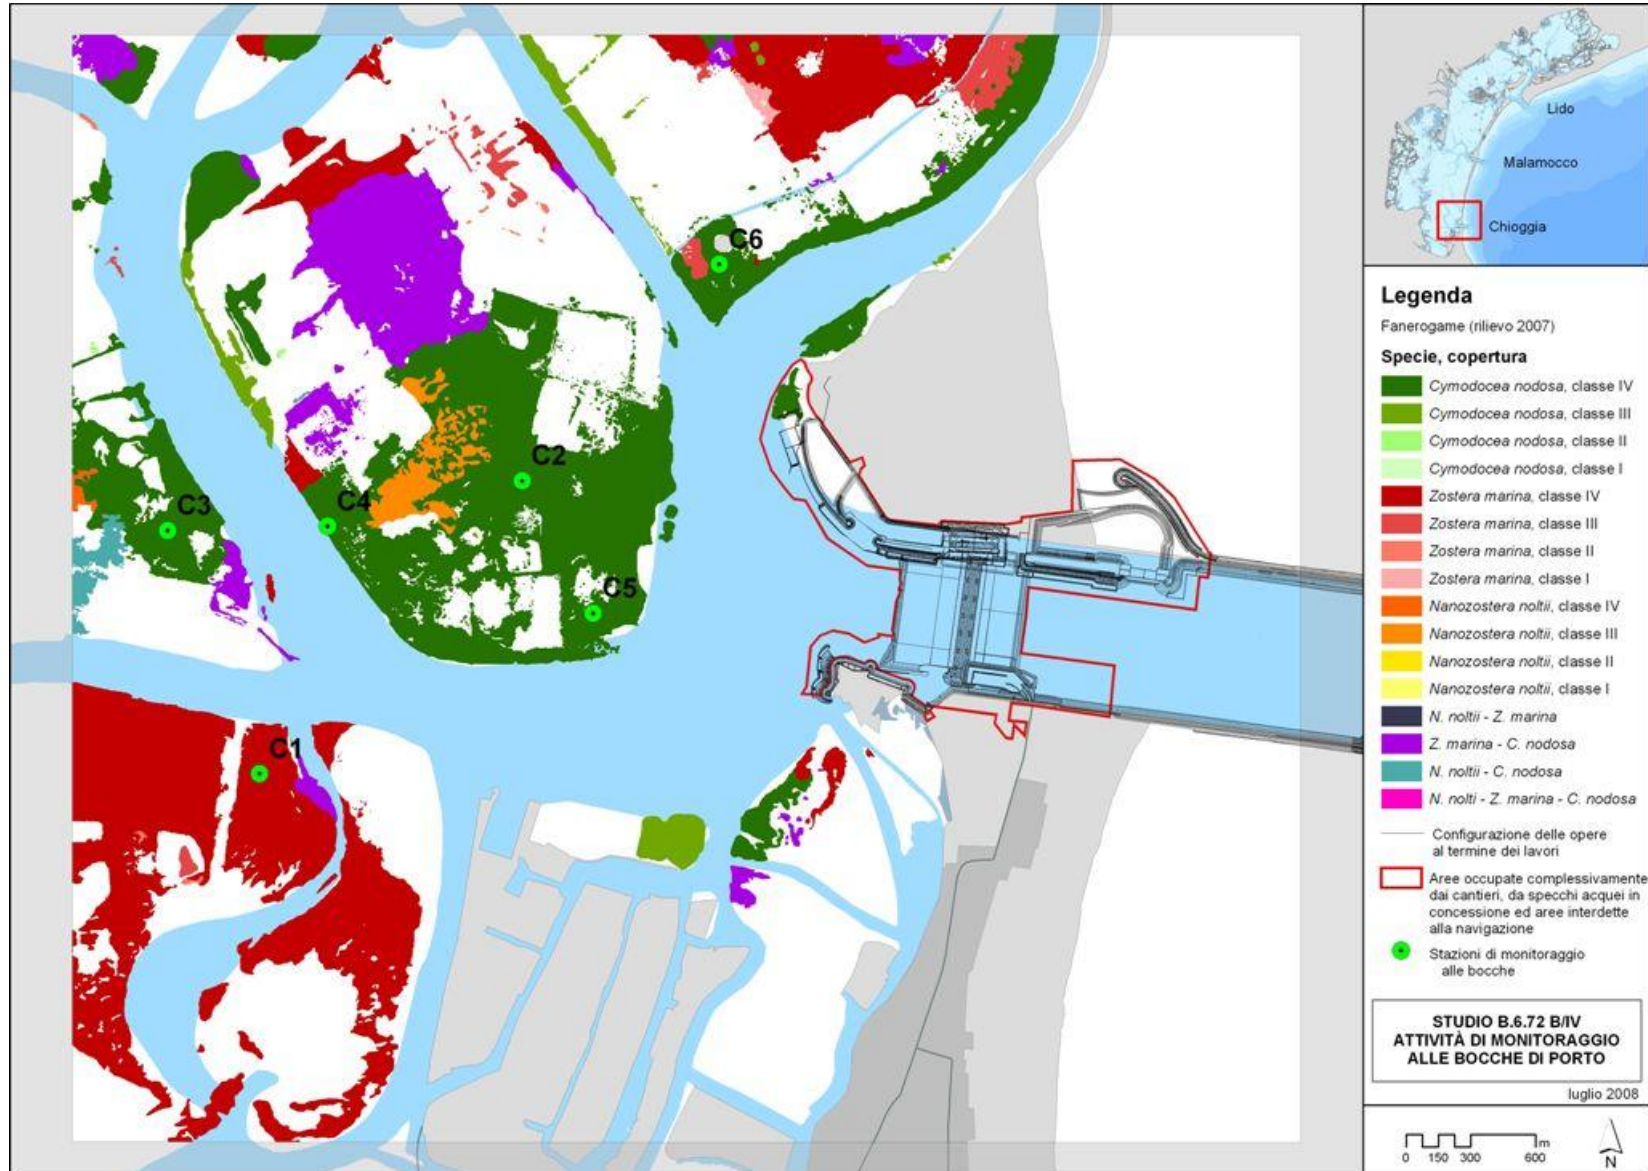 C6
C2
C3
C4
C5
C1
Lido
Malamocco
Chioggia
Legenda
Fanerogame (rilievo 2007)
Specie, copertura
Cymodocea nodosa, classe IV
Cymodocea nodosa, classe III
Cymodocea nodosa, classe II
Cymodocea nodosa, classe I
Zostera marina, classe IV
Zostera marina, classe III
Zostera marina, classe II
Zostera marina, classe I
Nanozostera noltii, classe IV
Nanozostera noltii, classe III
Nanozostera noltii, classe II
Nanozostera noltii, classe I
N. noltii - Z. marina
Z. marina - C. nodosa
N. noltii - C. nodosa
N. nolti - Z. marina - C. nodosa
Configurazione delle opere
al termine dei lavori
Aree occupate complessivamente
dai cantieri, da specchi acquei in
concessione ed aree interdette
alla navigazione
Stazioni di monitoraggio
alle bocche
STUDIO B.6.72 B/IV
ATTIVITÀ DI MONITORAGGIO
ALLE BOCCHE DI PORTO
luglio 2008
m
0 150 300 600
N